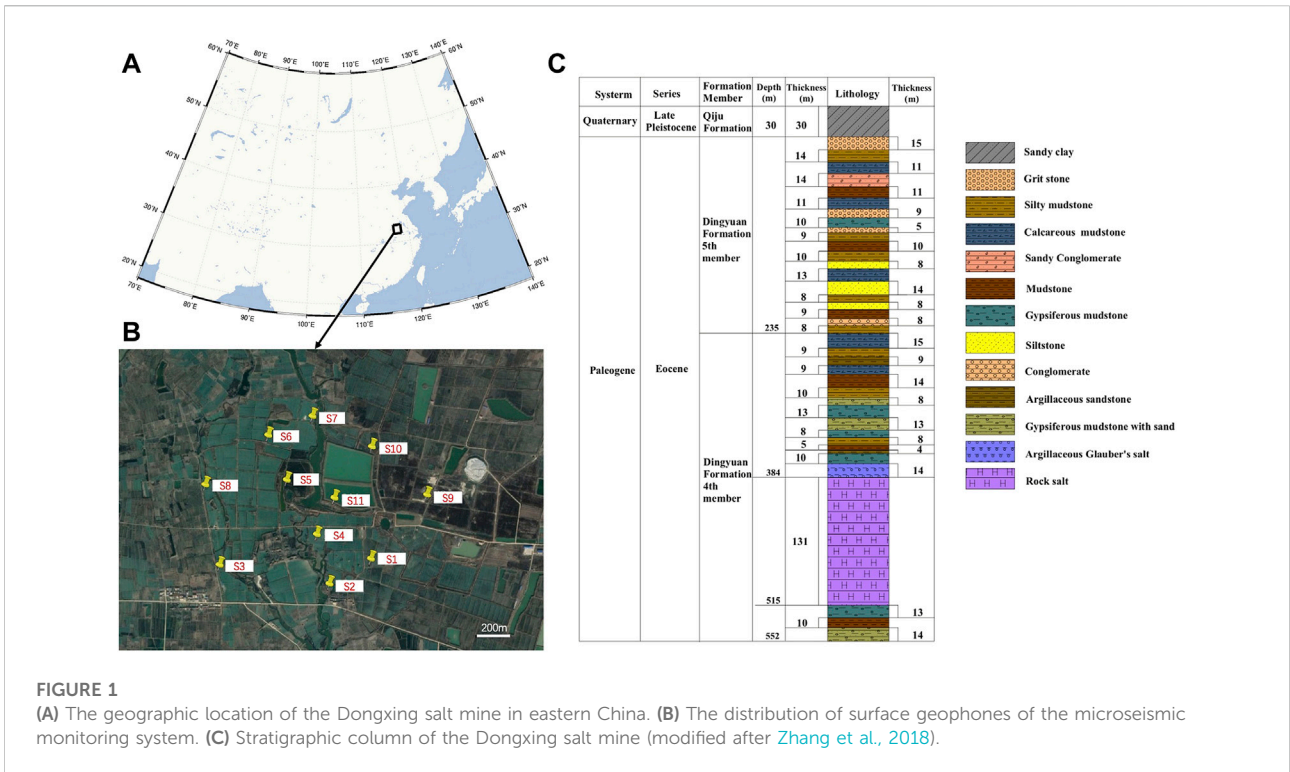 A
70°E
80°E
90°E
100°E
110°E
120°E
130°E
140°E
60°N
60°N
50°N
50°N
40°N
40°N
30°N
30°N
20°N
20°N
70°E
80°E
90°E
100°E
110°E
120°E
130°E
140°E
B
S7
S6
S10
S5
S8
S9
S11
S4
S1
S3
S2
200m
C
Systerm Series Formation Member Depth (m) Thickness (m) Lithology Thickness (m)
Quaternary Late Pleistocene Qiju Formation 30 30
15
14
11
14
11
11
9
10
5
9
10
10
8
13
14
8
8
9
8
8
Dingyuan Formation 5th member
235
Paleogene Eocene
15
9
9
9
14
10
8
13
13
8
8
5
4
10
14
384
Dingyuan Formation 4th member
131
515
13
10
14
552
Sandy clay
Grit stone
Silty mudstone
Calcareous mudstone
Sandy Conglomerate
Mudstone
Gypsiferous mudstone
Siltstone
Conglomerate
Argillaceous sandstone
Gypsiferous mudstone with sand
Argillaceous Glauber's salt
Rock salt
FIGURE 1
(A) The geographic location of the Dongxing salt mine in eastern China. (B) The distribution of surface geophones of the microseismic
monitoring system. (C) Stratigraphic column of the Dongxing salt mine (modified after Zhang et al., 2018).